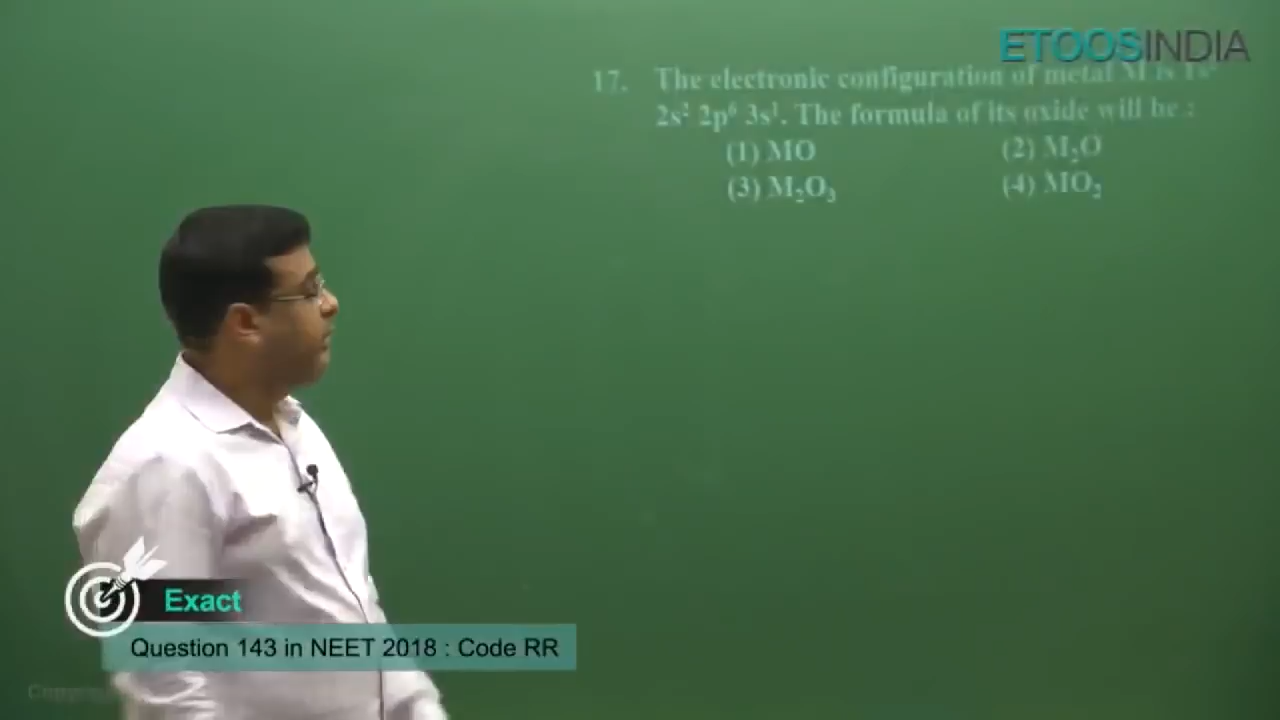 ETOOSINDIA
17. The electronic configuration of metal M is 1s²
2s² 2p⁶ 3s¹. The formula of its oxide will be :
(1) MO (2) M₂O
(3) M₂O₃ (4) MO₂
Exact
Question 143 in NEET 2018 : Code RR